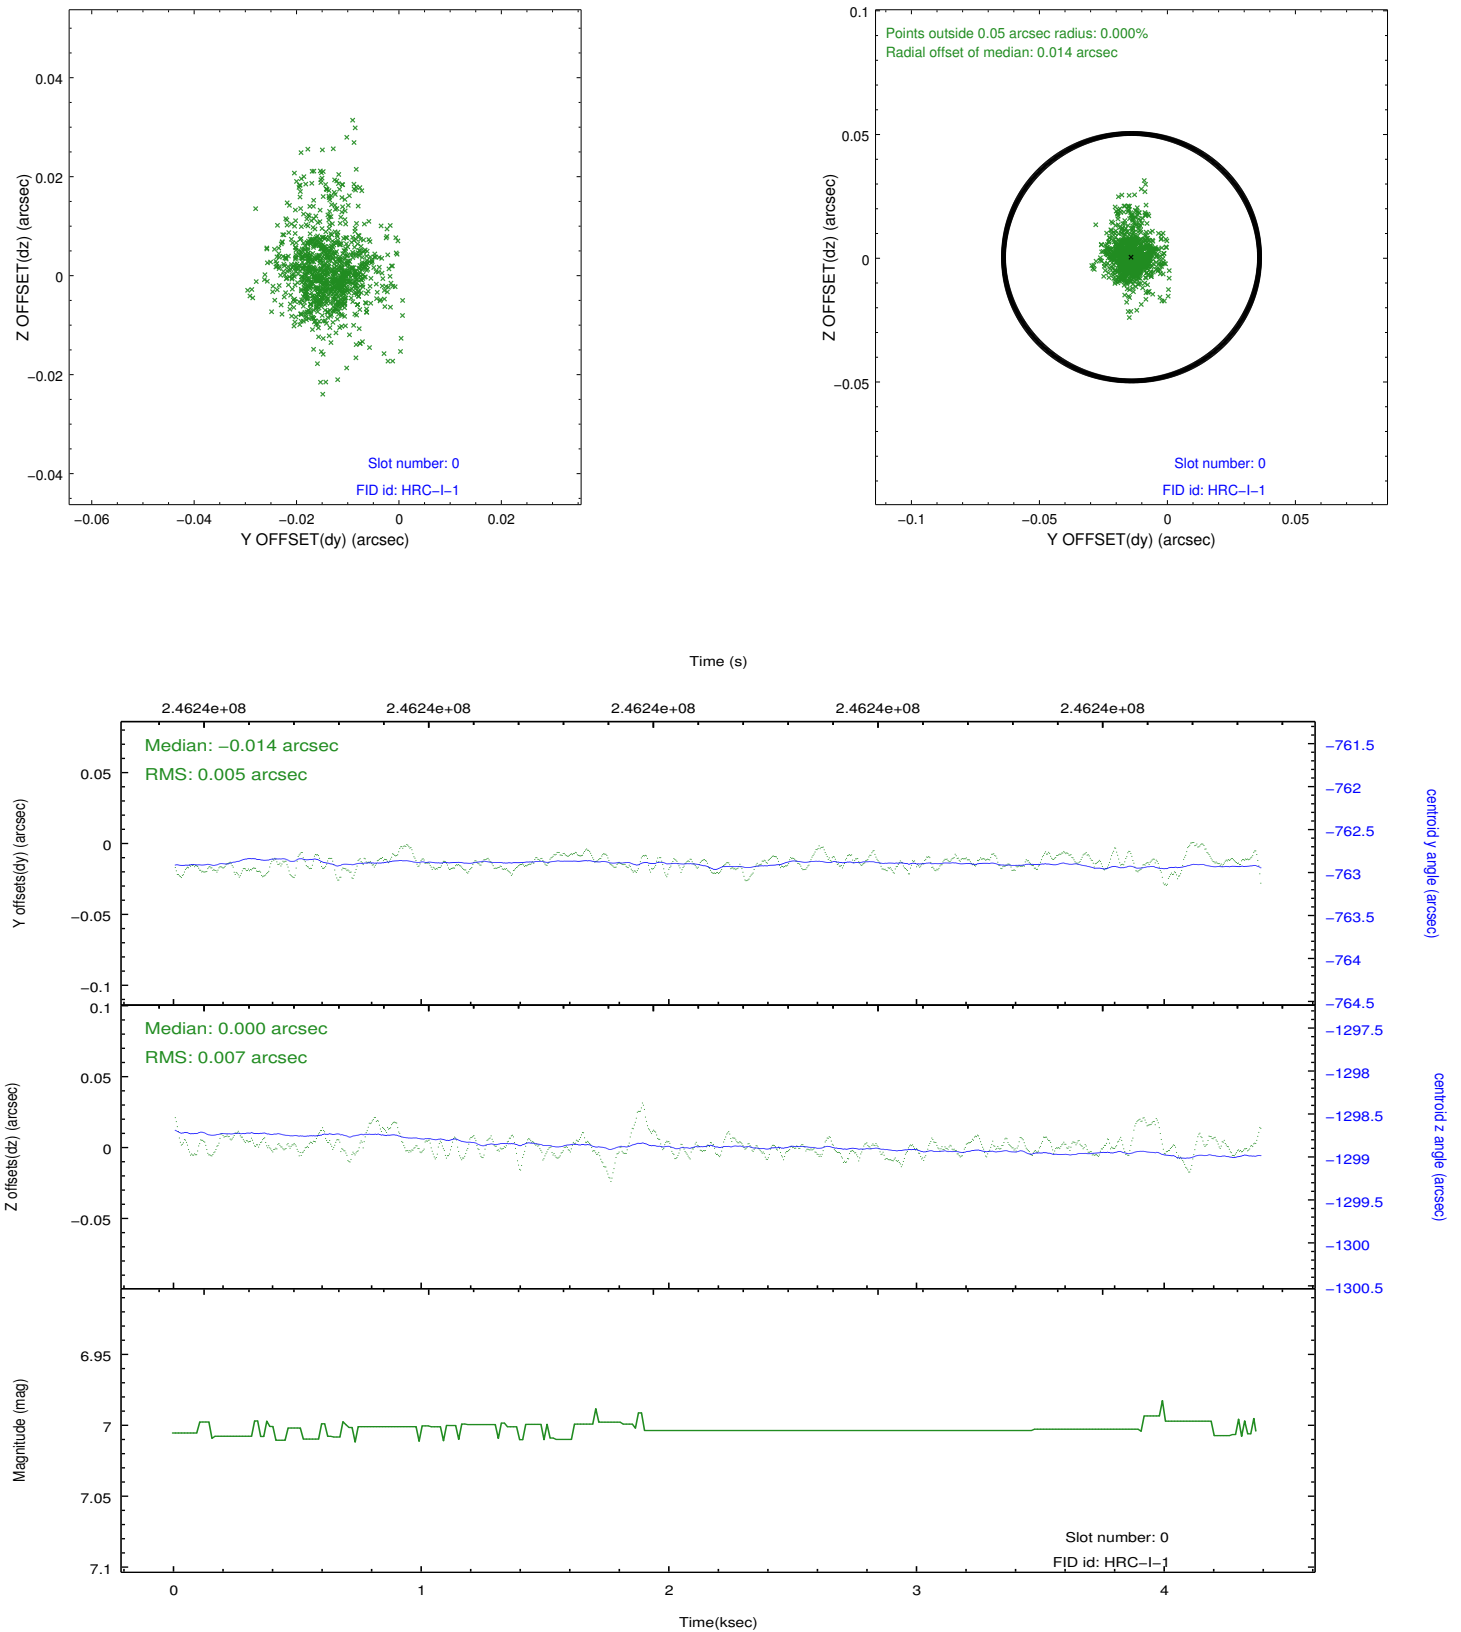 0.04
0.02
0
−0.02
−0.04
Z OFFSET(dz) (arcsec)
Slot number: 0
FID id: HRC−I−1
−0.06
−0.04
−0.02
0
0.02
Y OFFSET(dy) (arcsec)
0.1
0.05
0
−0.05
Z OFFSET(dz) (arcsec)
Points outside 0.05 arcsec radius: 0.000%
Radial offset of median: 0.014 arcsec
Slot number: 0
FID id: HRC−I−1
−0.1
−0.05
0
0.05
Y OFFSET(dy) (arcsec)
Time (s)
2.4624e+08
2.4624e+08
2.4624e+08
2.4624e+08
2.4624e+08
Median: −0.014 arcsec
RMS: 0.005 arcsec
0.05
0
−0.05
−0.1
Y offsets(dy) (arcsec)
−761.5
−762
−762.5
−763
−763.5
−764
−764.5
centroid y angle (arcsec)
Median: 0.000 arcsec
RMS: 0.007 arcsec
0.1
0.05
0
−0.05
Z offsets(dz) (arcsec)
−1297.5
−1298
−1298.5
−1299
−1299.5
−1300
−1300.5
centroid z angle (arcsec)
6.95
7
7.05
7.1
Magnitude (mag)
Slot number: 0
FID id: HRC−I−1
0
1
2
3
4
Time(ksec)